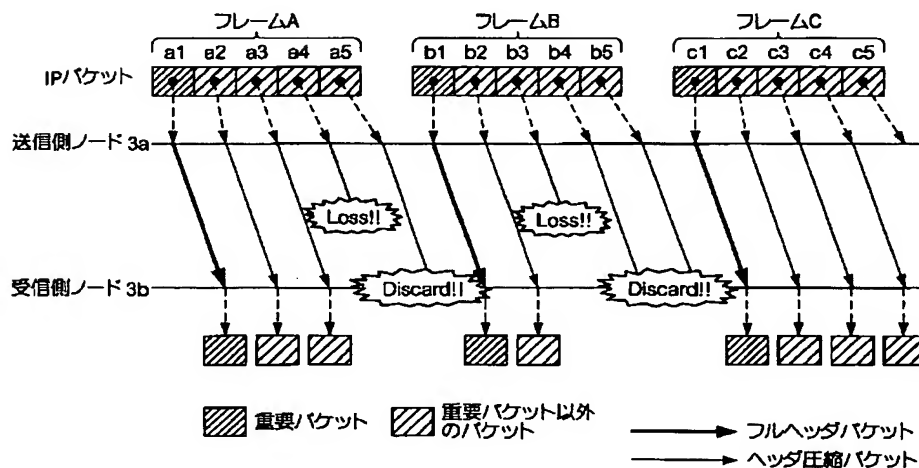 フレームA フレームB フレームC
a1 a2 a3 a4 a5 b1 b2 b3 b4 b5 c1 c2 c3 c4 c5
IPパケット
送信側ノード 3a
Loss!! Loss!!
受信側ノード 3b Discard!! Discard!!
重要パケット 重要パケット以外
のパケット
フルヘッダパケット
ヘッダ圧縮パケット